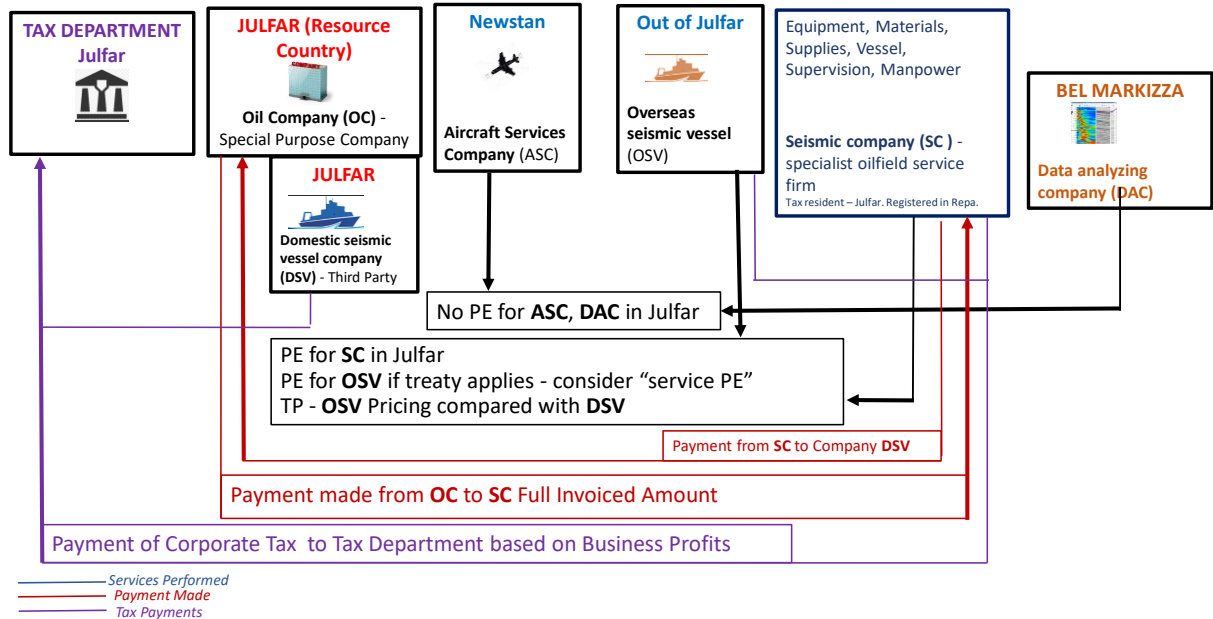 TAX DEPARTMENT
Julfar
JULFAR (Resource
Country)
COMPANY
Oil Company (OC) -
Special Purpose Company
JULFAR
Domestic seismic
vessel company
(DSV) - Third Party
Newstan
Aircraft Services
Company (ASC)
Out of Julfar
Overseas
seismic vessel
(OSV)
Equipment, Materials,
Supplies, Vessel,
Supervision, Manpower
Seismic company (SC ) -
specialist oilfield service
firm
Tax resident – Julfar. Registered in Repa.
BEL MARKIZZA
Data analyzing
company (DAC)
No PE for ASC, DAC in Julfar
PE for SC in Julfar
PE for OSV if treaty applies - consider “service PE”
TP - OSV Pricing compared with DSV
Payment from SC to Company DSV
Payment made from OC to SC Full Invoiced Amount
Payment of Corporate Tax to Tax Department based on Business Profits
Services Performed
Payment Made
Tax Payments